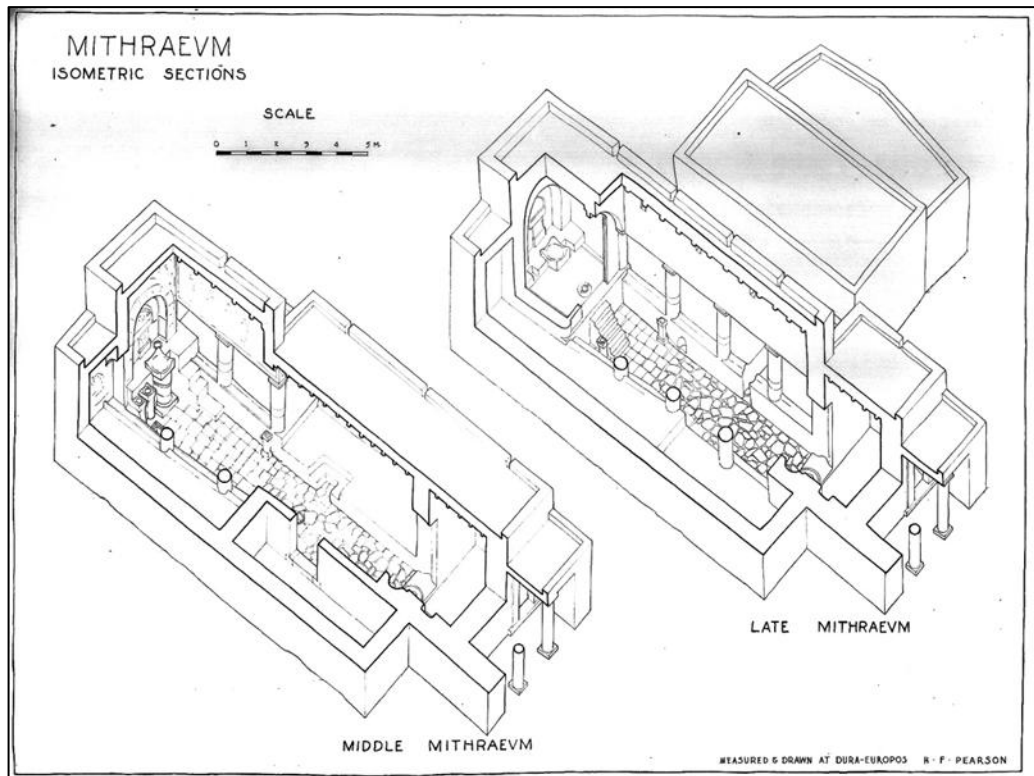 MITHRAEVM
ISOMETRIC SECTIONS
SCALE
0 1 2 3 4 5 M.
LATE MITHRAEVM
MIDDLE MITHRAEVM
MEASURED & DRAWN AT DURA-EUROPOS H·F·PEARSON